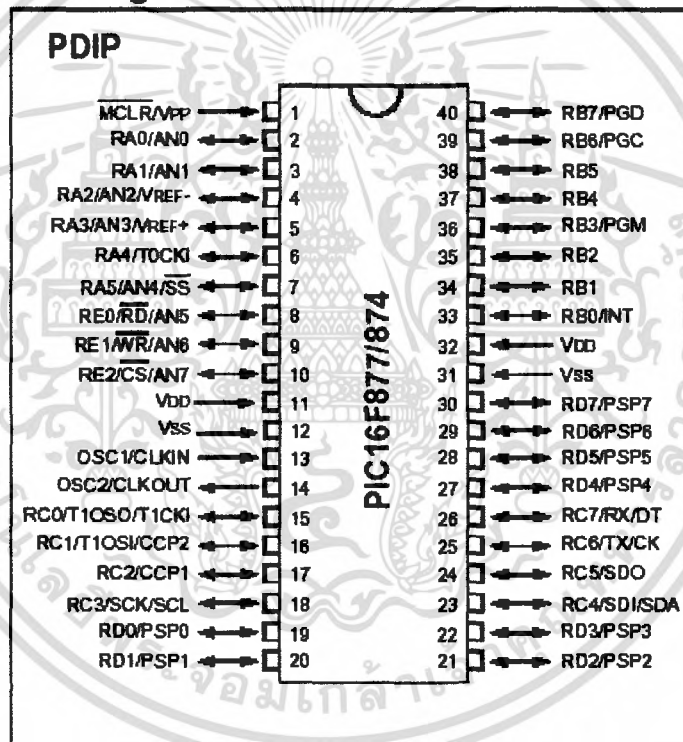 PDIP
MCLR/VPP 1 40 RB7/PGD
RA0/AN0 2 39 RB6/PGC
RA1/AN1 3 38 RB5
RA2/AN2/VREF- 4 37 RB4
RA3/AN3/VREF+ 5 36 RB3/PGM
RA4/T0CKI 6 35 RB2
RA5/AN4/SS 7 34 RB1
RE0/RD/AN5 8 33 RB0/INT
RE1/WR/AN6 9 32 VDD
RE2/CS/AN7 10 31 VSS
VDD 11 30 RD7/PSP7
VSS 12 29 RD6/PSP6
OSC1/CLKIN 13 28 RD5/PSP5
OSC2/CLKOUT 14 27 RD4/PSP4
RC0/T1OSO/T1CKI 15 26 RC7/RX/DT
RC1/T1OSI/CCP2 16 25 RC6/TX/CK
RC2/CCP1 17 24 RC5/SDO
RC3/SCK/SCL 18 23 RC4/SDI/SDA
RD0/PSP0 19 22 RD3/PSP3
RD1/PSP1 20 21 RD2/PSP2
PIC16F877/874